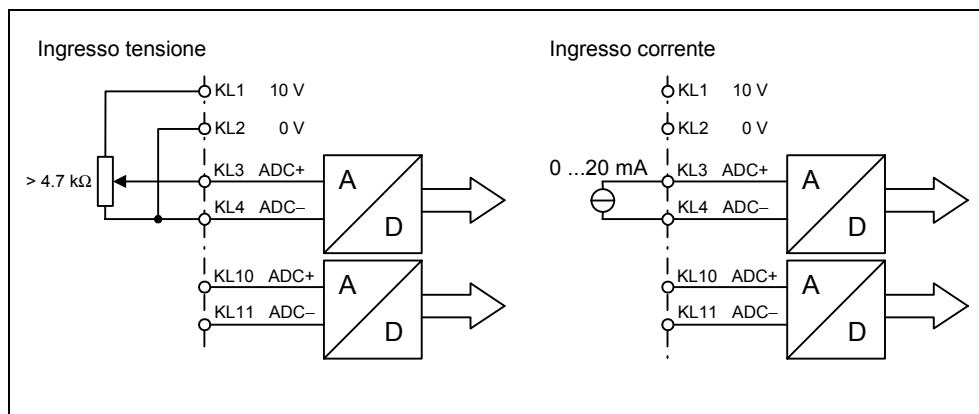 Ingresso tensione
KL1 10 V
KL2 0 V
> 4.7 kΩ
KL3 ADC+
KL4 ADC−
A
D
KL10 ADC+
KL11 ADC−
A
D
Ingresso corrente
KL1 10 V
KL2 0 V
0 ...20 mA
KL3 ADC+
KL4 ADC−
A
D
KL10 ADC+
KL11 ADC−
A
D